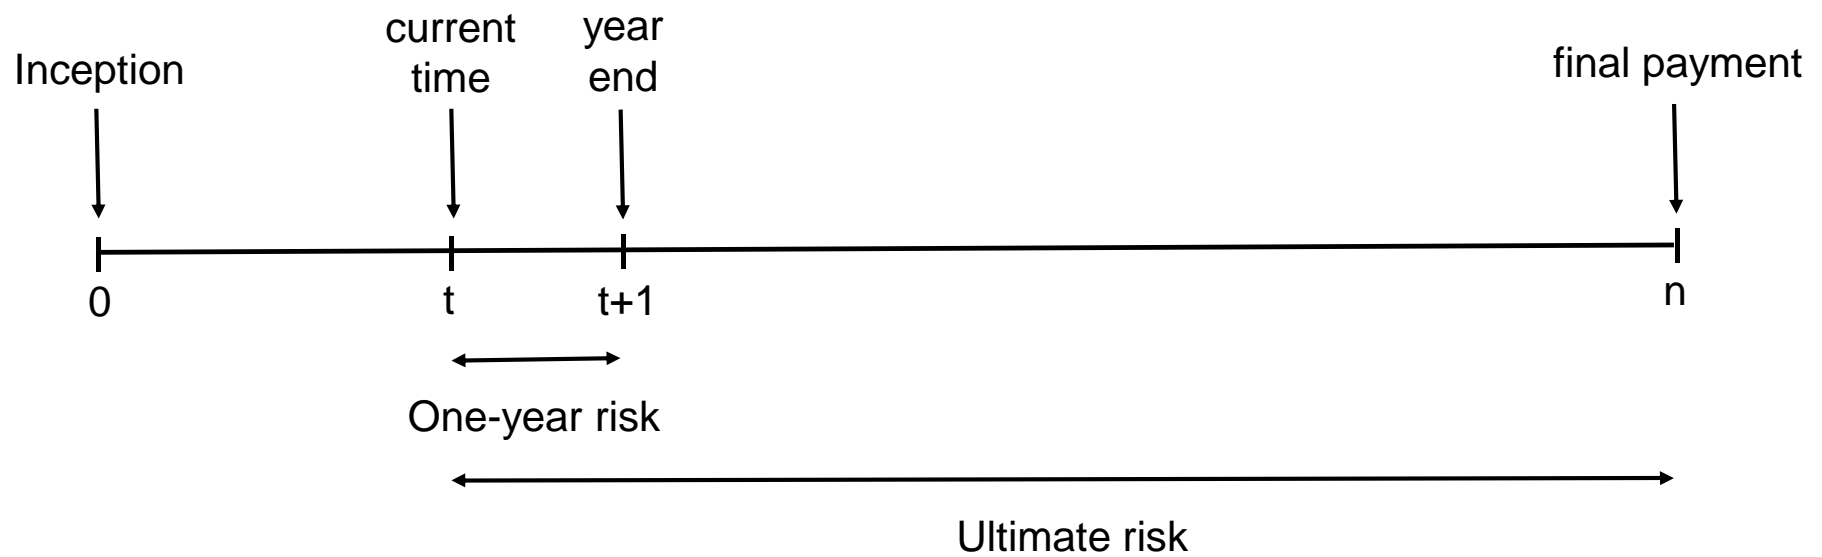 Inception
current
time
year
end
final payment
0
t
t+1
n
One-year risk
Ultimate risk